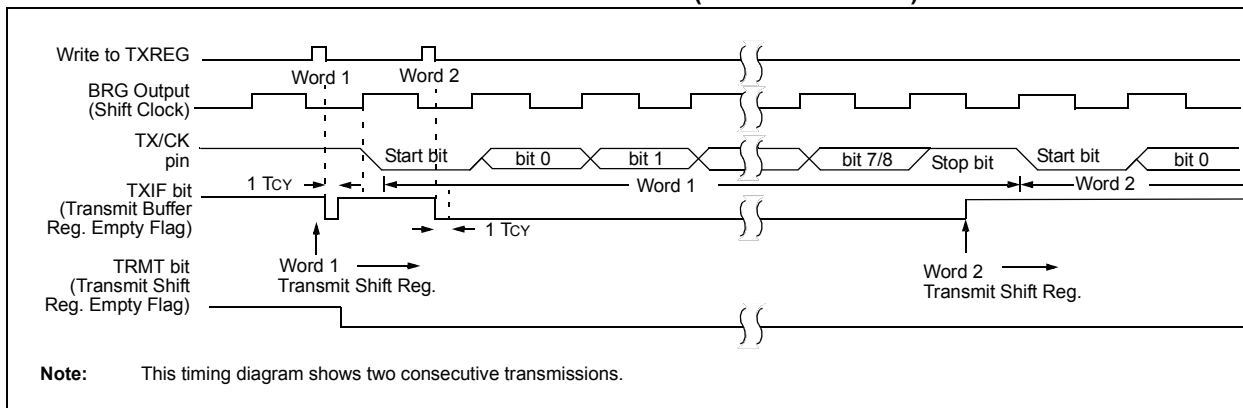 Write to TXREG
Word 1
Word 2
BRG Output
(Shift Clock)
TX/CK
pin
Start bit
bit 0
bit 1
bit 7/8
Stop bit
Start bit
bit 0
1 TCY
Word 1
Word 2
TXIF bit
(Transmit Buffer
Reg. Empty Flag)
1 TCY
Word 1
Transmit Shift Reg.
Word 2
Transmit Shift Reg.
TRMT bit
(Transmit Shift
Reg. Empty Flag)
Note: This timing diagram shows two consecutive transmissions.